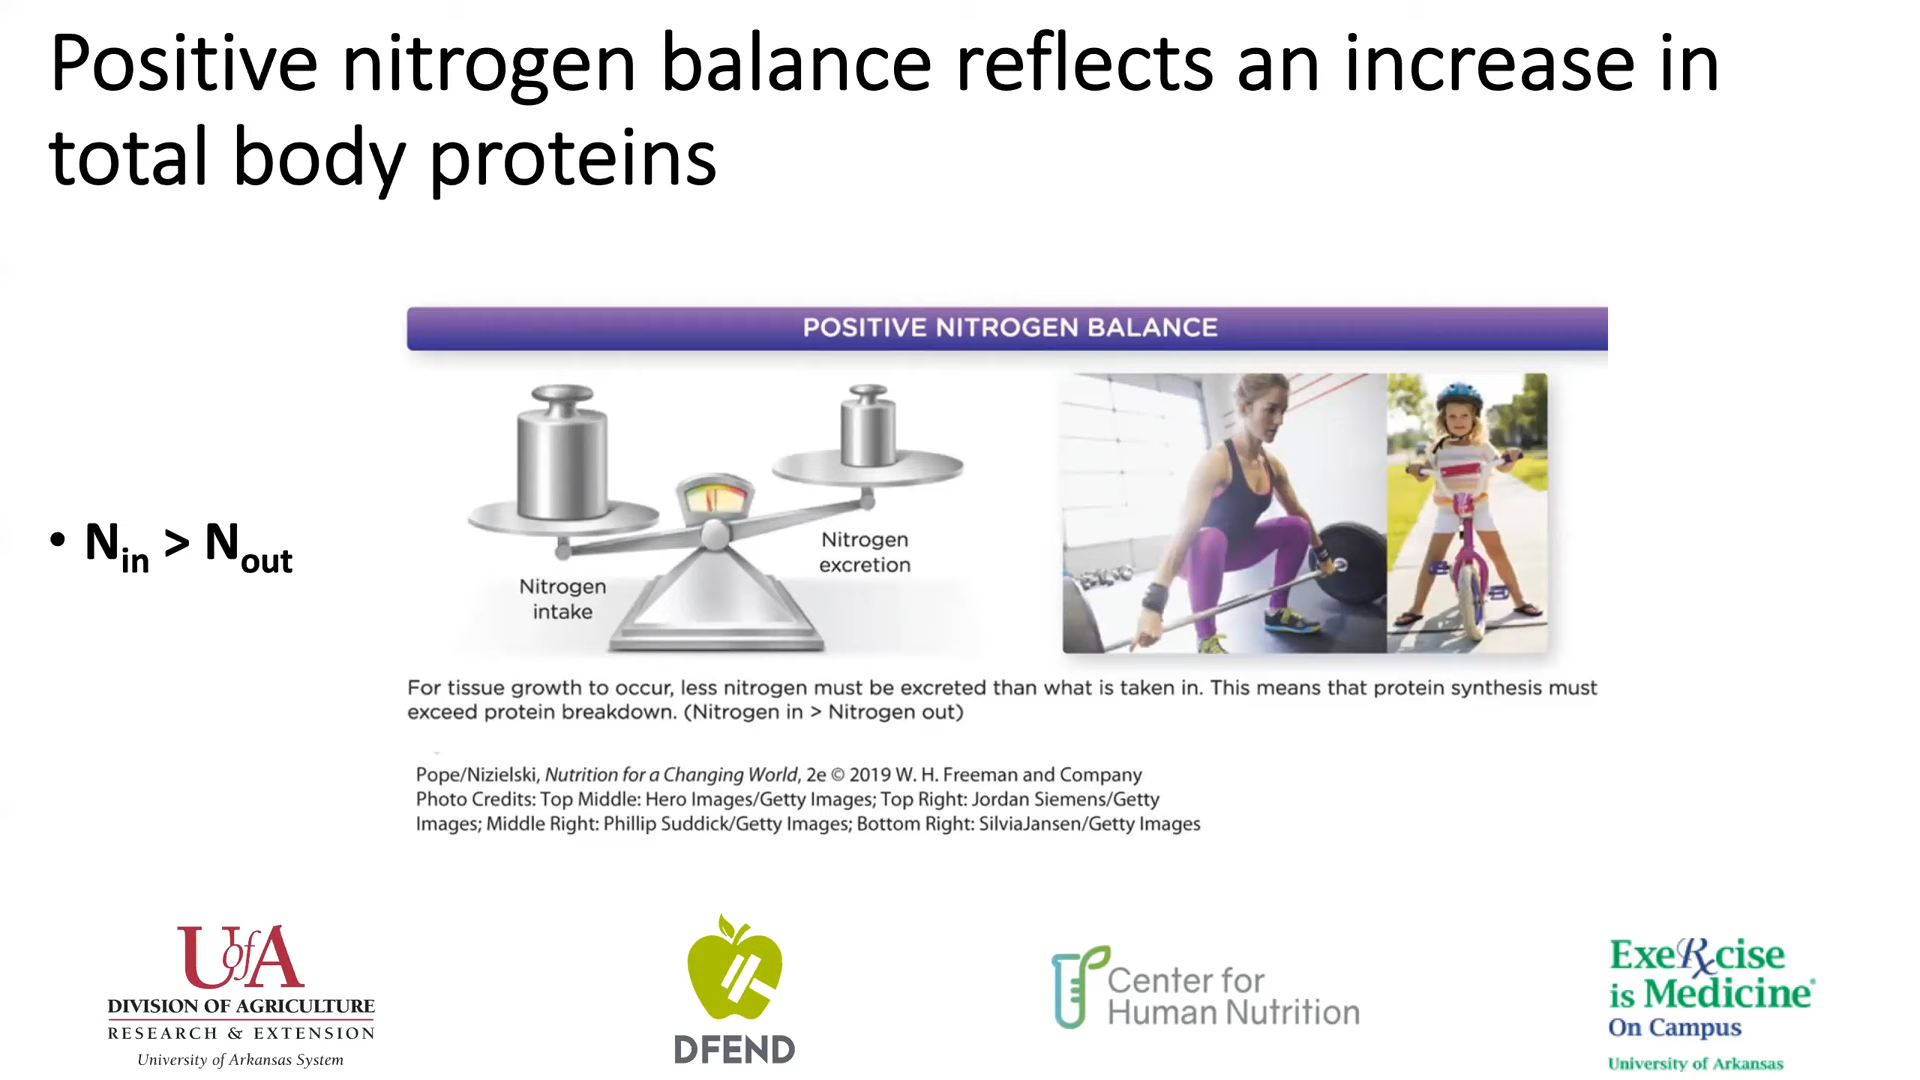 Positive nitrogen balance reflects an increase in
total body proteins
POSITIVE NITROGEN BALANCE
• Nin > Nout
Nitrogen
intake
Nitrogen
excretion
For tissue growth to occur, less nitrogen must be excreted than what is taken in. This means that protein synthesis must
exceed protein breakdown. (Nitrogen in > Nitrogen out)
Pope/Nizielski, Nutrition for a Changing World, 2e © 2019 W. H. Freeman and Company
Photo Credits: Top Middle: Hero Images/Getty Images; Top Right: Jordan Siemens/Getty
Images; Middle Right: Phillip Suddick/Getty Images; Bottom Right: SilviaJansen/Getty Images
UofA
DIVISION OF AGRICULTURE
RESEARCH & EXTENSION
University of Arkansas System
DFEND
Center for
Human Nutrition
ExeRxcise
is Medicine®
On Campus
University of Arkansas